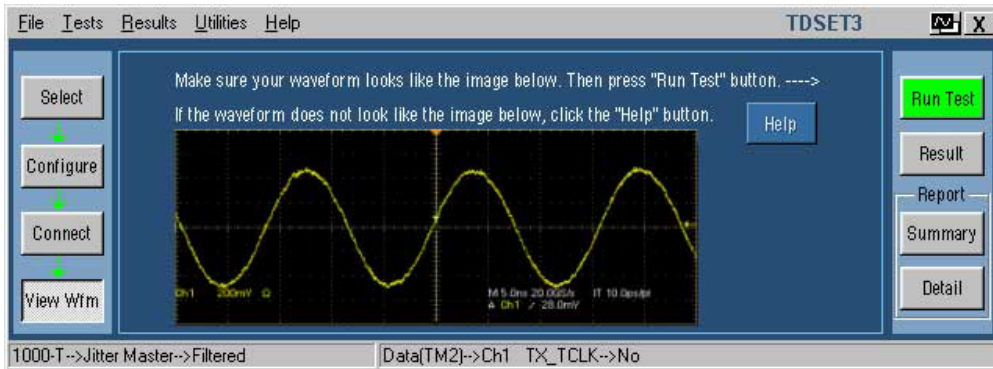 File Tests Results Utilities Help TDSET3 X
Select
Configure
Connect
View Wfm
Make sure your waveform looks like the image below. Then press "Run Test" button. ---->
If the waveform does not look like the image below, click the "Help" button.
Help
Ch1 200mV Ω
M 5.0ns 20.0GS/s IT 10.0ps/pt
A Ch1 / 28.0mV
Run Test
Result
Report
Summary
Detail
1000-T-->Jitter Master-->Filtered
Data(TM2)-->Ch1 TX_TCLK-->No